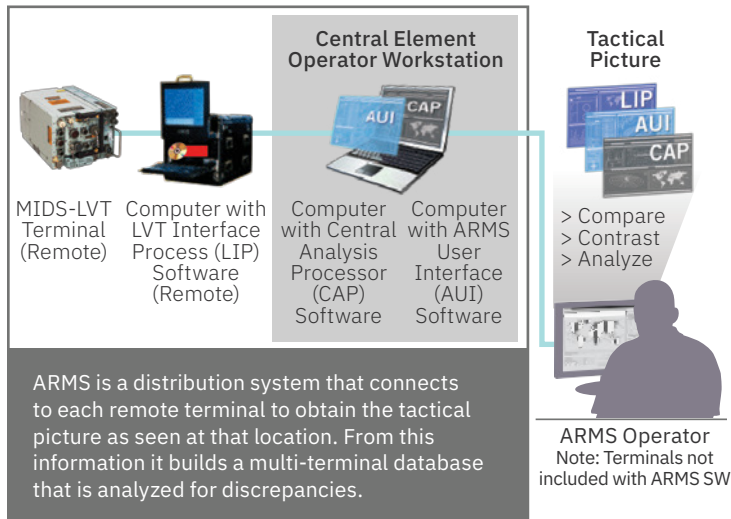 Central Element
Operator Workstation
AUI
CAP
MIDS-LVT
Terminal
(Remote)
Computer with
LVT Interface
Process (LIP)
Software
(Remote)
Computer
with Central
Analysis
Processor
(CAP)
Software
Computer
with ARMS
User
Interface
(AUI)
Software
Tactical
Picture
LIP
AUI
CAP
> Compare
> Contrast
> Analyze
ARMS is a distribution system that connects
to each remote terminal to obtain the tactical
picture as seen at that location. From this
information it builds a multi-terminal database
that is analyzed for discrepancies.
ARMS Operator
Note: Terminals not
included with ARMS SW